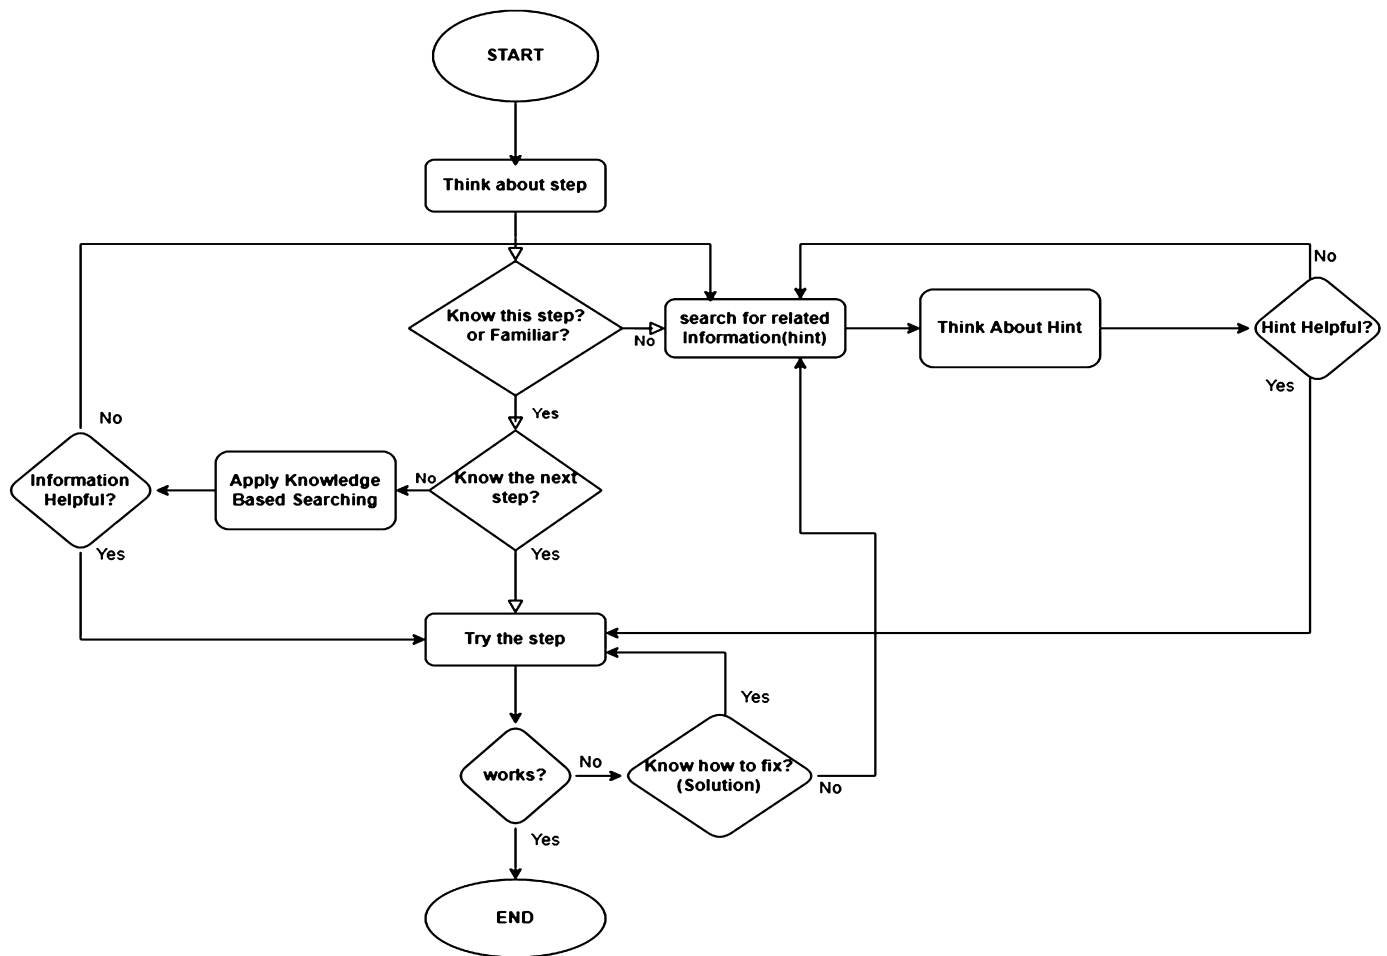 START
Think about step
No
Know this step?
or Familiar?
No
search for related
Information(hint)
Think About Hint
Hint Helpful?
Yes
Yes
No
Information
Helpful?
Apply Knowledge
Based Searching
No
Know the next
step?
Yes
Yes
Try the step
Yes
works?
No
Know how to fix?
(Solution)
No
Yes
END